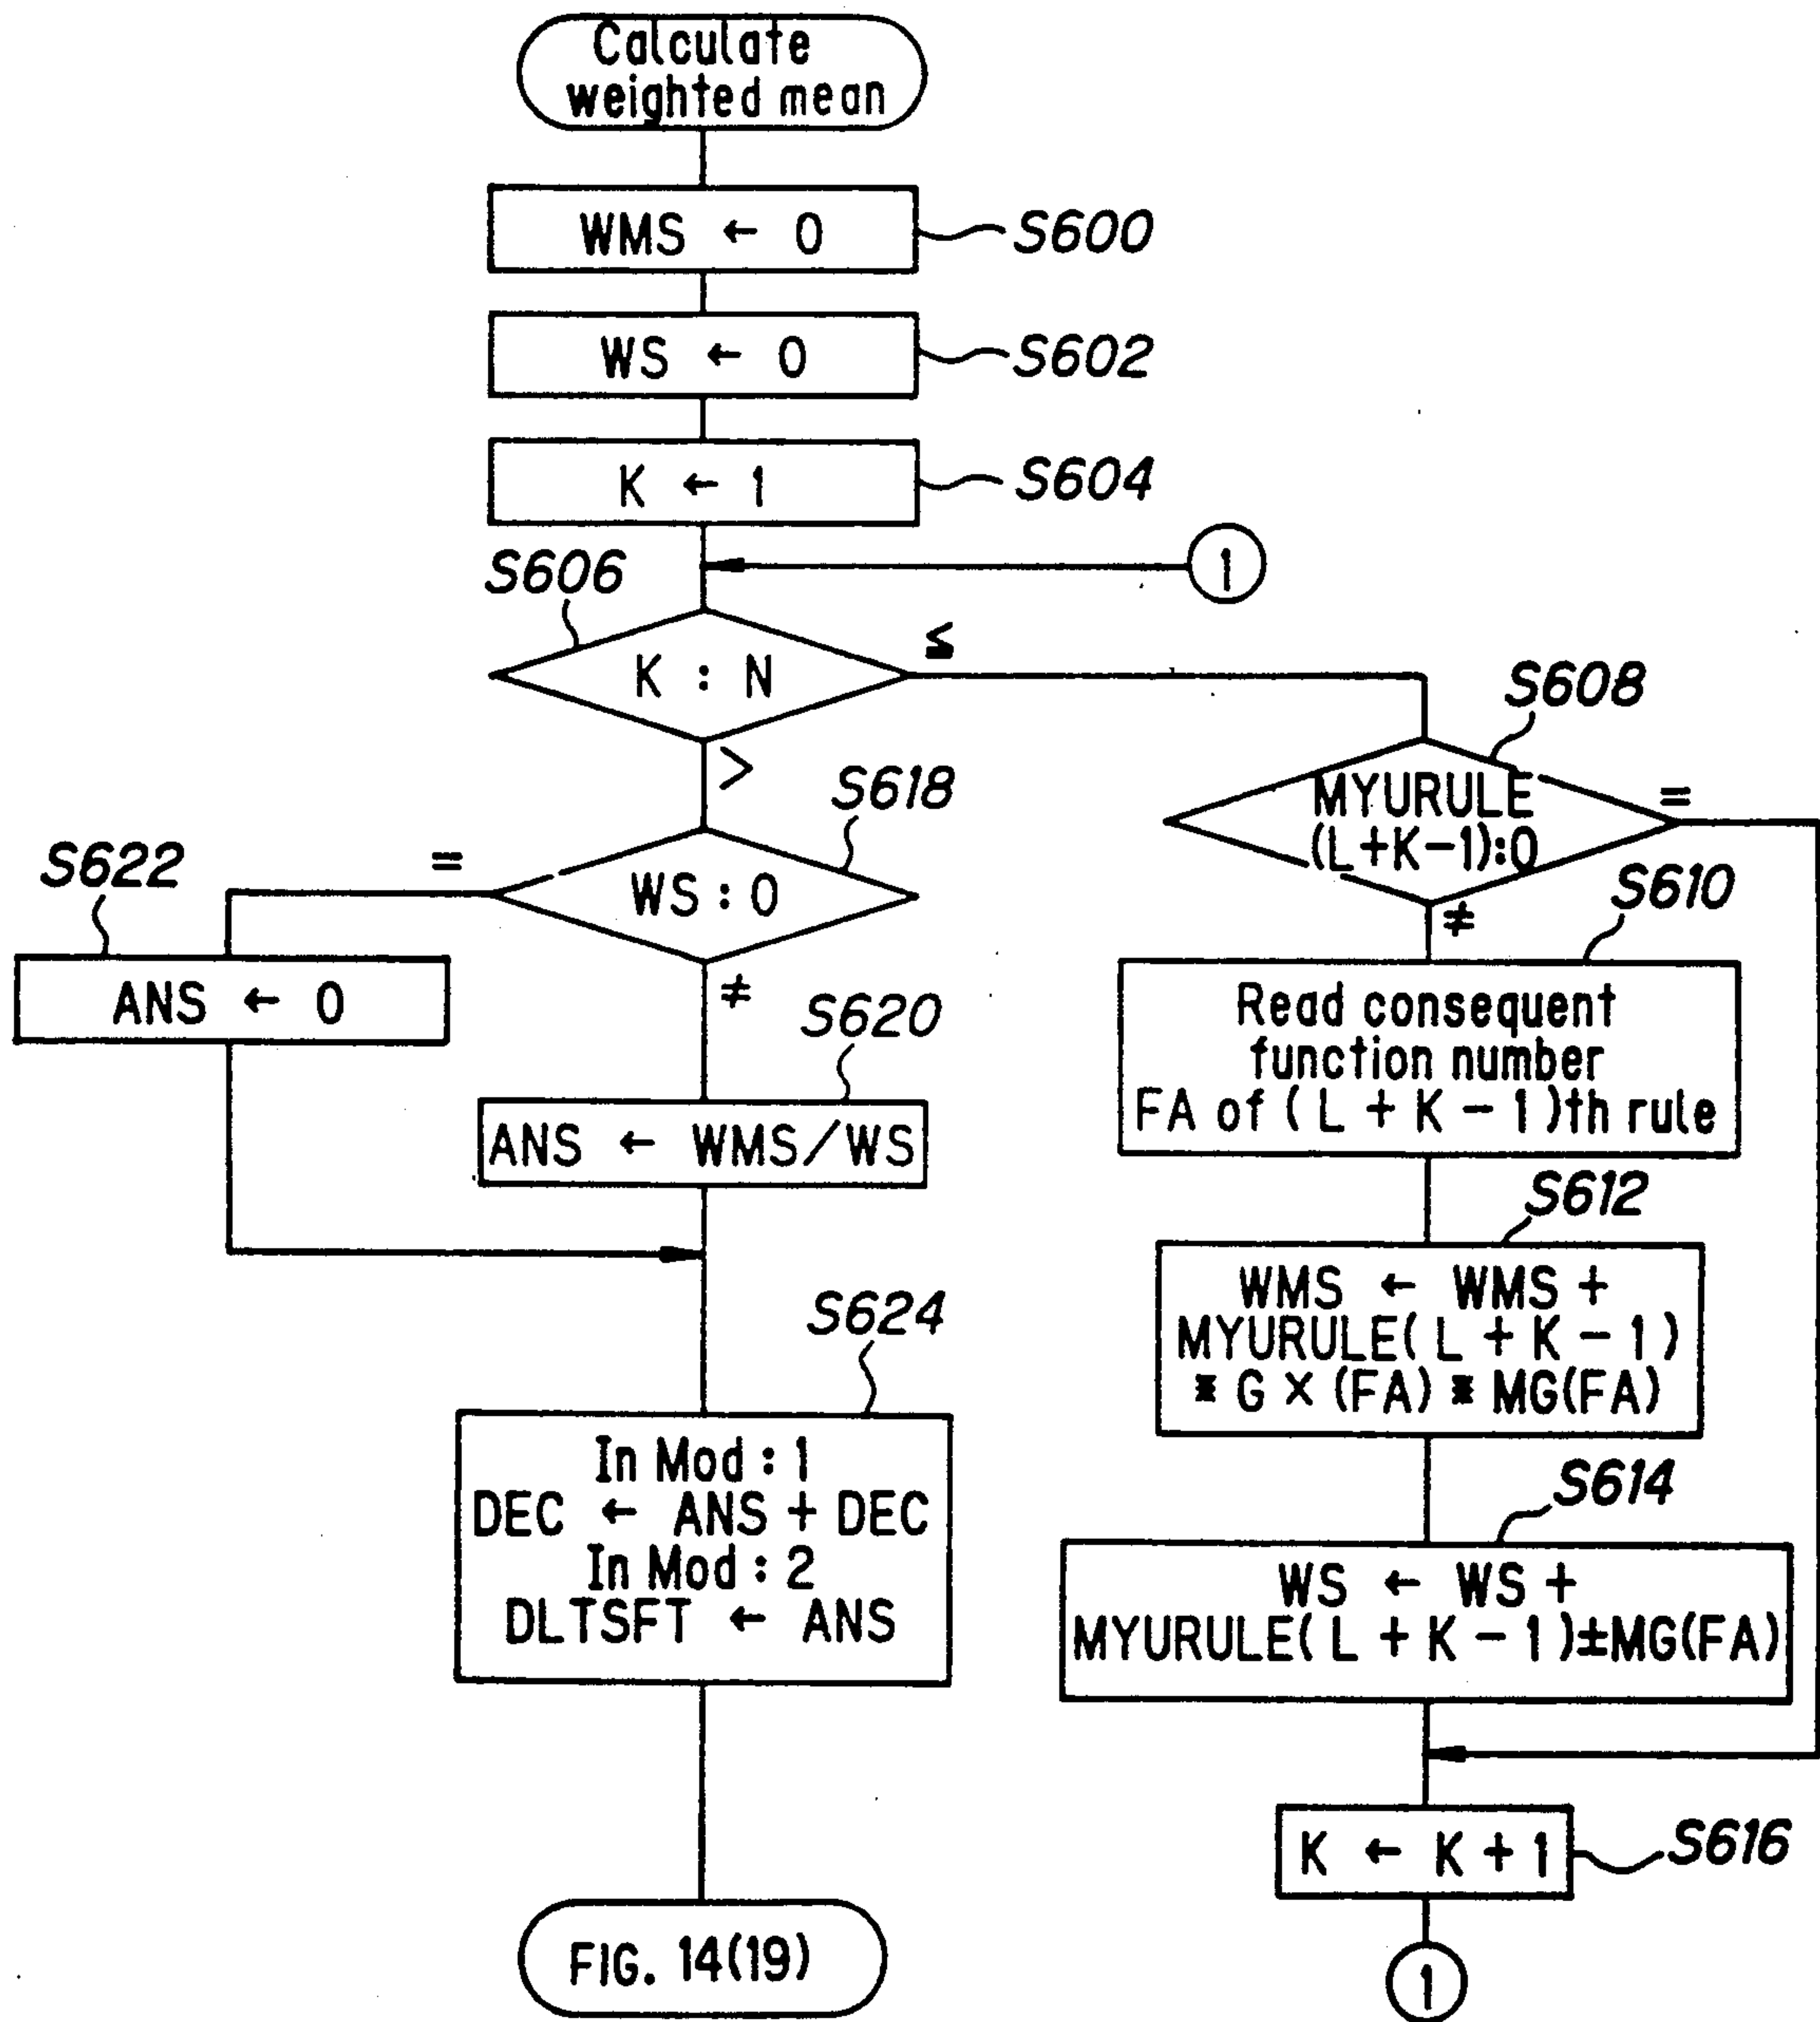 Calculate
weighted mean
WMS ← 0
S600
WS ← 0
S602
K ← 1
S604
1
S606
K : N
≦
>
S608
MYURULE
(L+K−1):0
=
≠
S618
WS : 0
=
≠
S622
ANS ← 0
S620
ANS ← WMS/WS
S610
Read consequent
function number
FA of ( L + K − 1 )th rule
S612
WMS ← WMS +
MYURULE( L + K − 1 )
* G × (FA) * MG(FA)
S624
In Mod : 1
DEC ← ANS + DEC
In Mod : 2
DLTSFT ← ANS
S614
WS ← WS +
MYURULE( L + K − 1 )±MG(FA)
K ← K + 1
S616
FIG. 14(19)
1